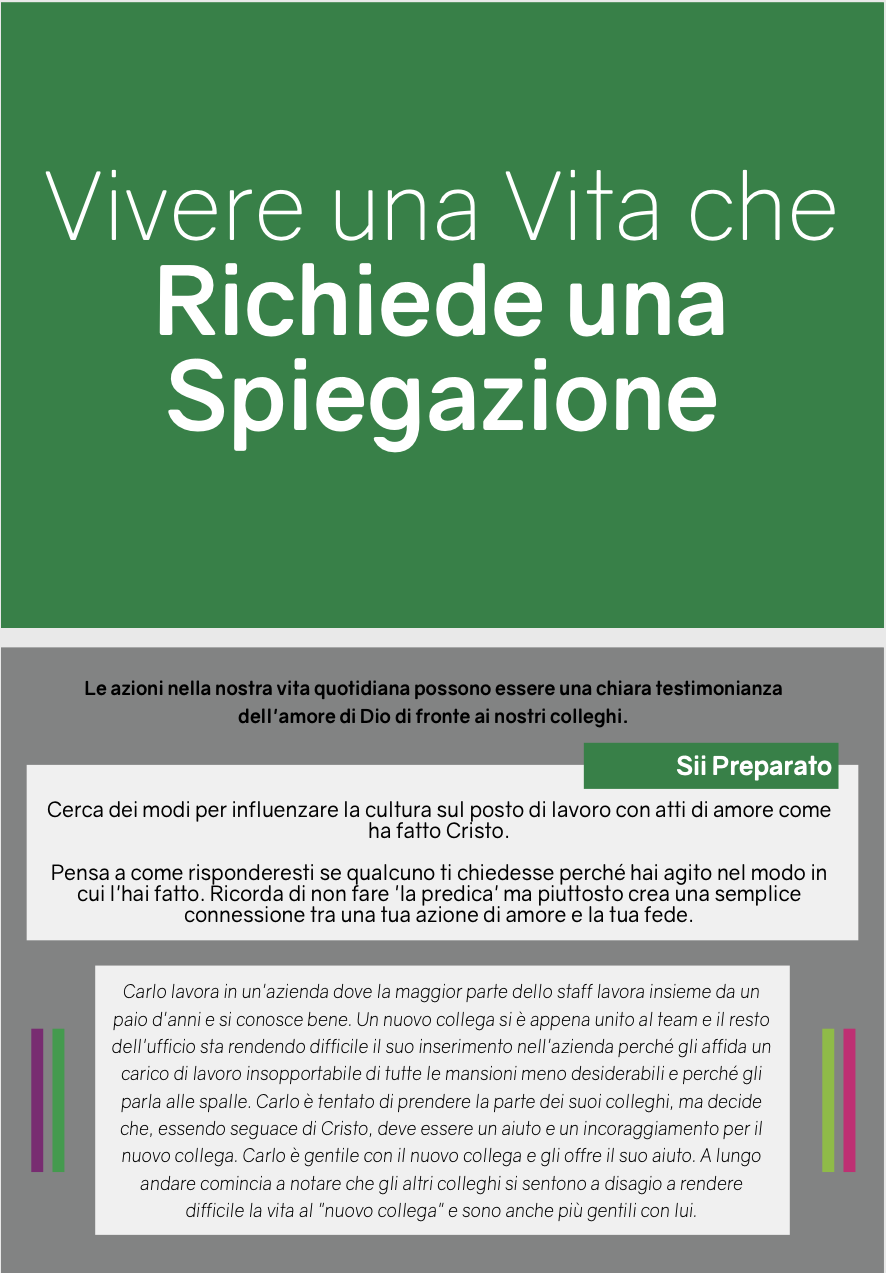 Vivere una Vita che
Richiede una
Spiegazione
Le azioni nella nostra vita quotidiana possono essere una chiara testimonianza
dell'amore di Dio di fronte ai nostri colleghi.
Sii Preparato
Cerca dei modi per influenzare la cultura sul posto di lavoro con atti di amore come
ha fatto Cristo.
Pensa a come risponderesti se qualcuno ti chiedesse perché hai agito nel modo in
cui l'hai fatto. Ricorda di non fare 'la predica' ma piuttosto crea una semplice
connessione tra una tua azione di amore e la tua fede.
Carlo lavora in un'azienda dove la maggior parte dello staff lavora insieme da un
paio d'anni e si conosce bene. Un nuovo collega si è appena unito al team e il resto
dell'ufficio sta rendendo difficile il suo inserimento nell'azienda perché gli affida un
carico di lavoro insopportabile di tutte le mansioni meno desiderabili e perché gli
parla alle spalle. Carlo è tentato di prendere la parte dei suoi colleghi, ma decide
che, essendo seguace di Cristo, deve essere un aiuto e un incoraggiamento per il
nuovo collega. Carlo è gentile con il nuovo collega e gli offre il suo aiuto. A lungo
andare comincia a notare che gli altri colleghi si sentono a disagio a rendere
difficile la vita al "nuovo collega" e sono anche più gentili con lui.